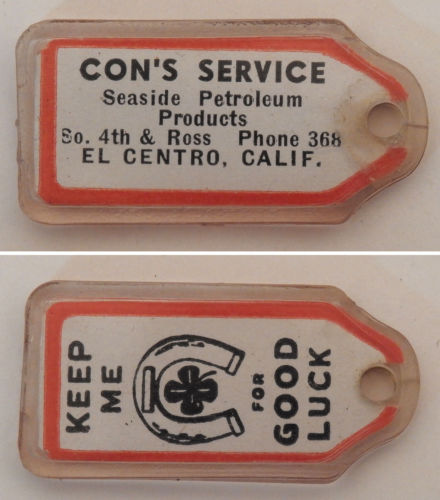 CON'S SERVICE
Seaside Petroleum
Products
So. 4th & Ross Phone 368
EL CENTRO, CALIF.
KEEP
ME
FOR
GOOD
LUCK